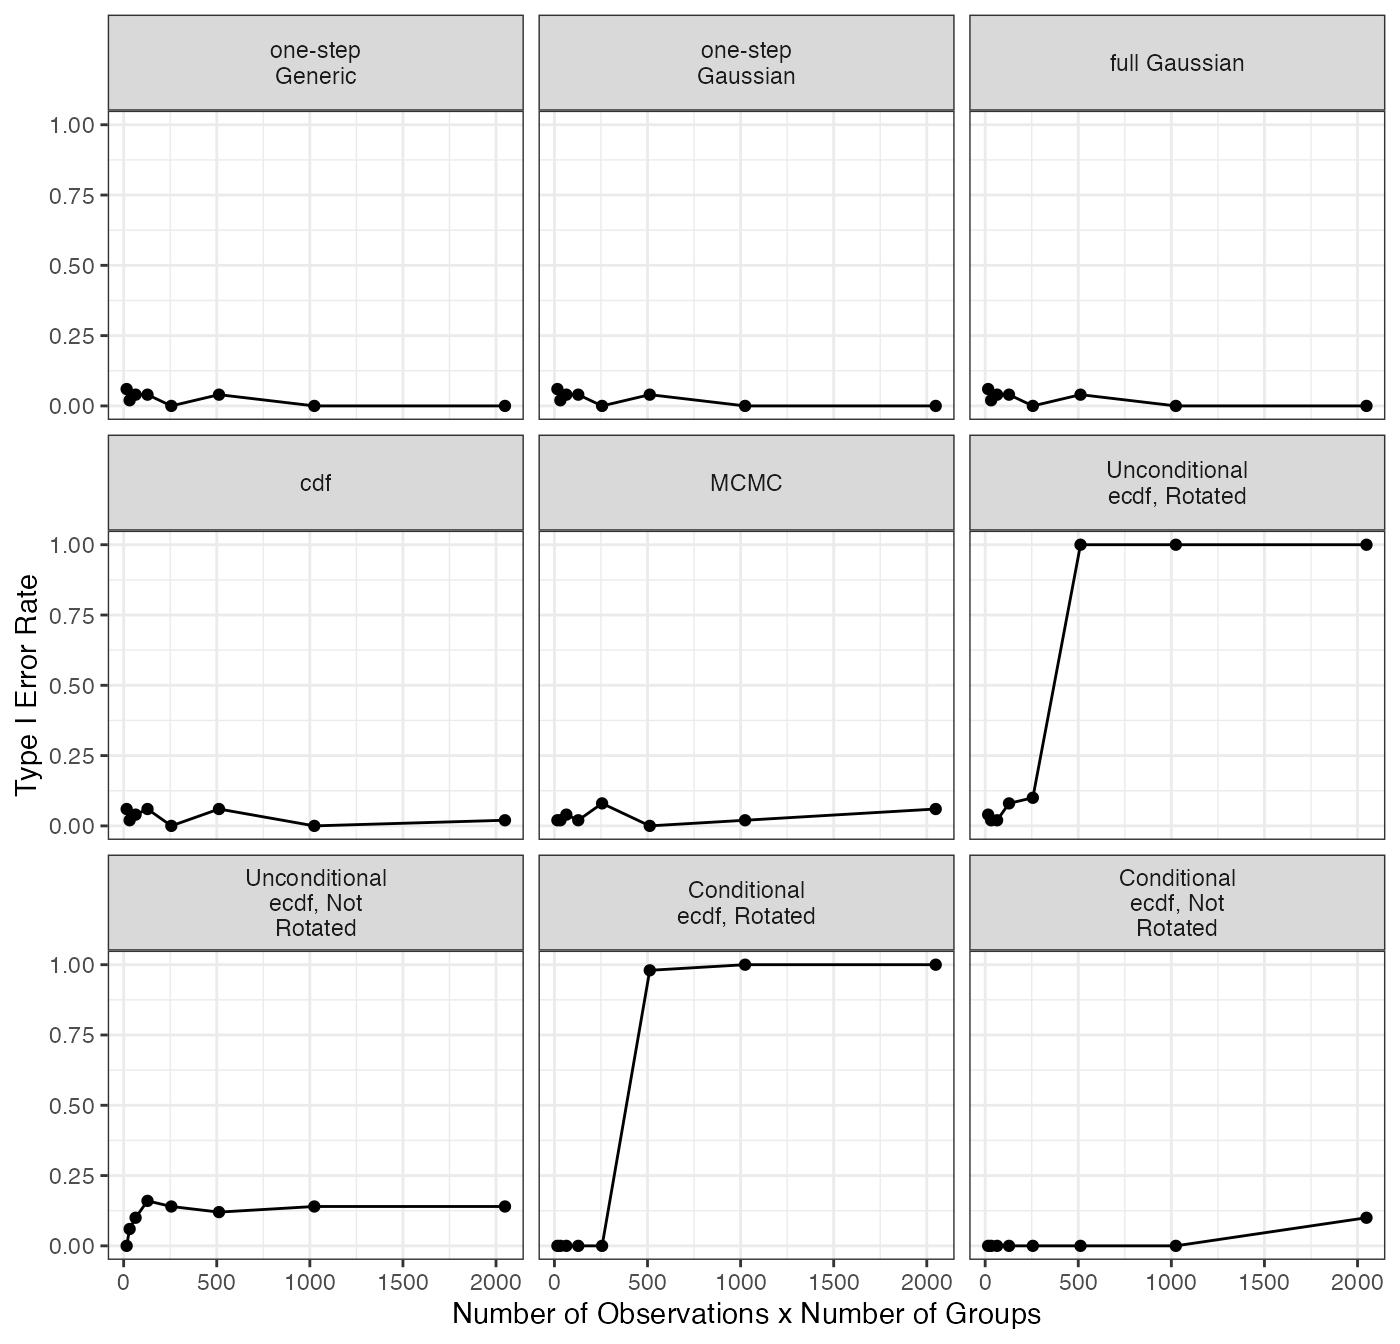 one-step
Generic
one-step
Gaussian
full Gaussian
1.00
0.75
0.50
0.25
0.00
cdf
MCMC
Unconditional
ecdf, Rotated
1.00
0.75
0.50
0.25
0.00
Type I Error Rate
Unconditional
ecdf, Not
Rotated
Conditional
ecdf, Rotated
Conditional
ecdf, Not
Rotated
1.00
0.75
0.50
0.25
0.00
0 500 1000 1500 2000
0 500 1000 1500 2000
0 500 1000 1500 2000
Number of Observations x Number of Groups